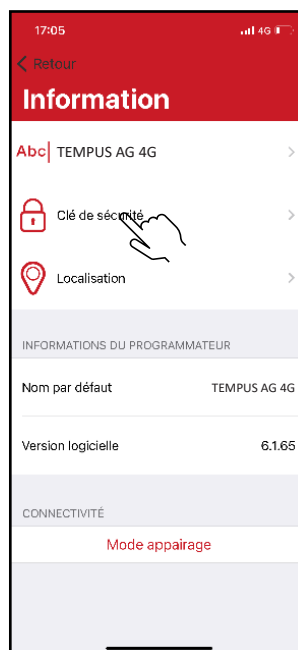 17:05 4G
Retour
Information
Abc TEMPUS AG 4G
Clé de sécurité
Localisation
INFORMATIONS DU PROGRAMMATEUR
Nom par défaut TEMPUS AG 4G
Version logicielle 6.1.65
CONNECTIVITÉ
Mode appairage